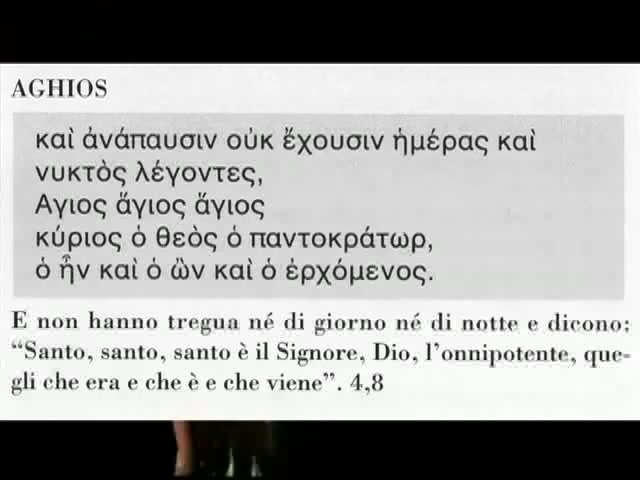 AGHIOS
καὶ ἀνάπαυσιν οὐκ ἔχουσιν ἡμέρας καὶ
νυκτὸς λέγοντες,
Αγιος ἅγιος ἅγιος
κύριος ὁ θεὸς ὁ παντοκράτωρ,
ὁ ἦν καὶ ὁ ὢν καὶ ὁ ἐρχόμενος.
E non hanno tregua né di giorno né di notte e dicono:
“Santo, santo, santo è il Signore, Dio, l’onnipotente, que-
gli che era e che è e che viene”. 4,8